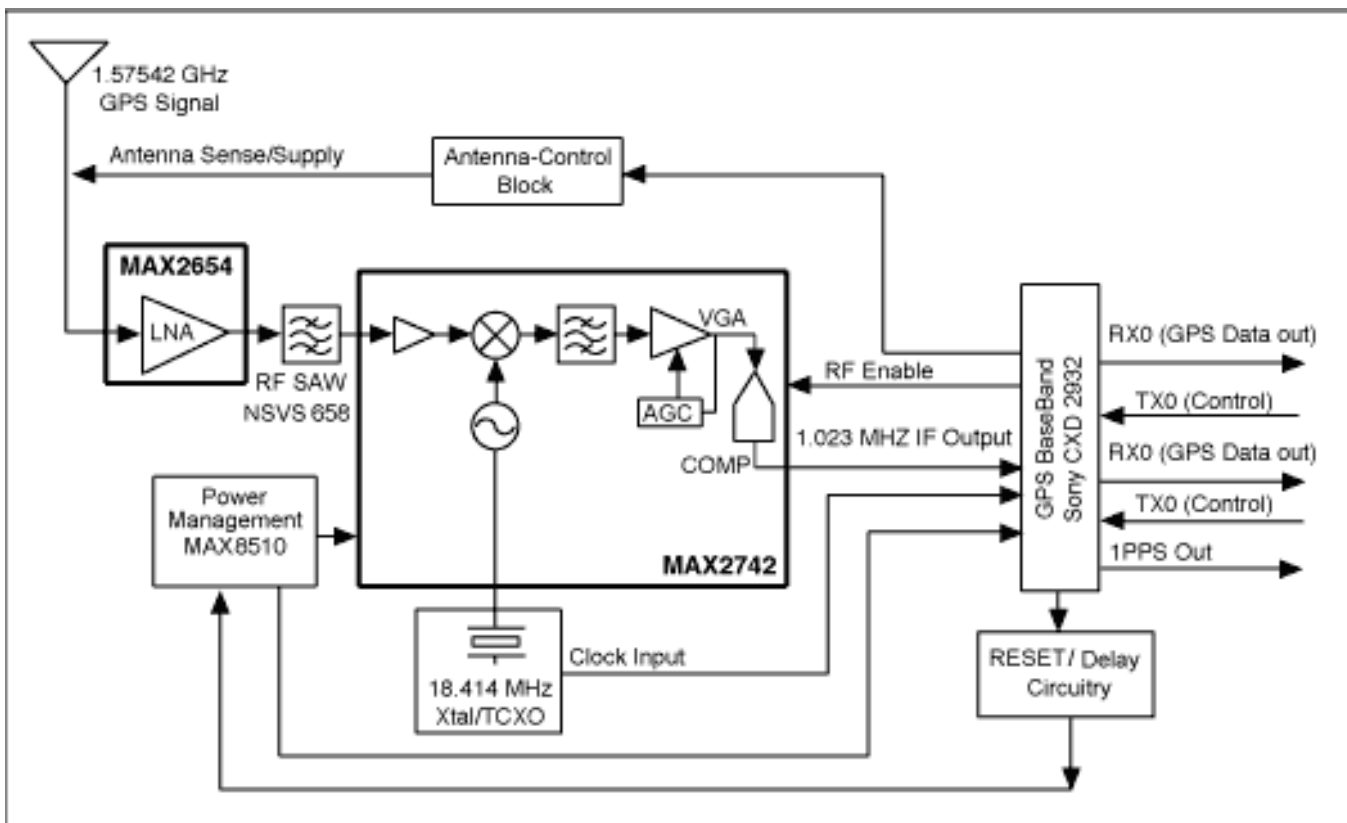 1.57542 GHz
GPS Signal
Antenna Sense/Supply
Antenna-Control
Block
MAX2654
LNA
RF SAW
NSVS 658
VGA
AGC
COMP
MAX2742
RF Enable
1.023 MHZ IF Output
GPS BaseBand
Sony CXD 2932
RX0 (GPS Data out)
TX0 (Control)
RX0 (GPS Data out)
TX0 (Control)
1PPS Out
Power
Management
MAX8510
18.414 MHz
Xtal/TCXO
Clock Input
RESET/ Delay
Circuitry